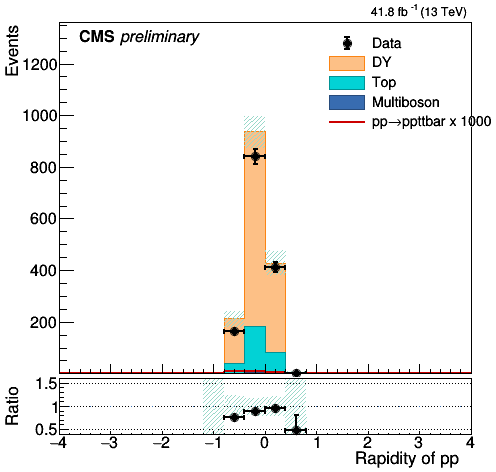 41.8 fb⁻¹ (13 TeV)
CMS preliminary
Events
1200
1000
800
600
400
200
Data
DY
Top
Multiboson
pp→ppttbar x 1000
Ratio
1.5
1
0.5
−4 −3 −2 −1 0 1 2 3 4
Rapidity of pp